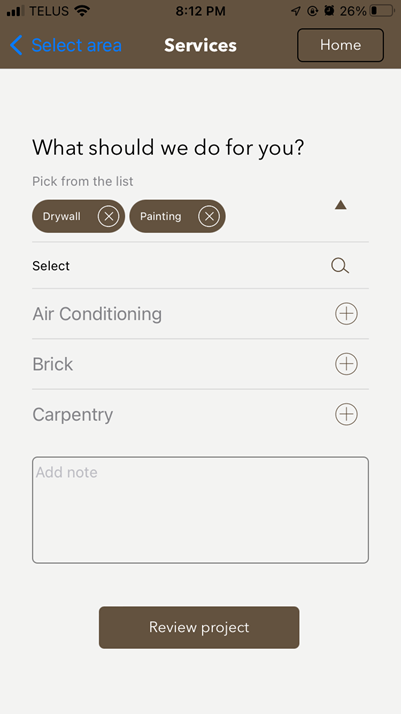 TELUS 8:12 PM 26%
Select area Services Home
What should we do for you?
Pick from the list
Drywall Painting
Select
Air Conditioning
Brick
Carpentry
Add note
Review project